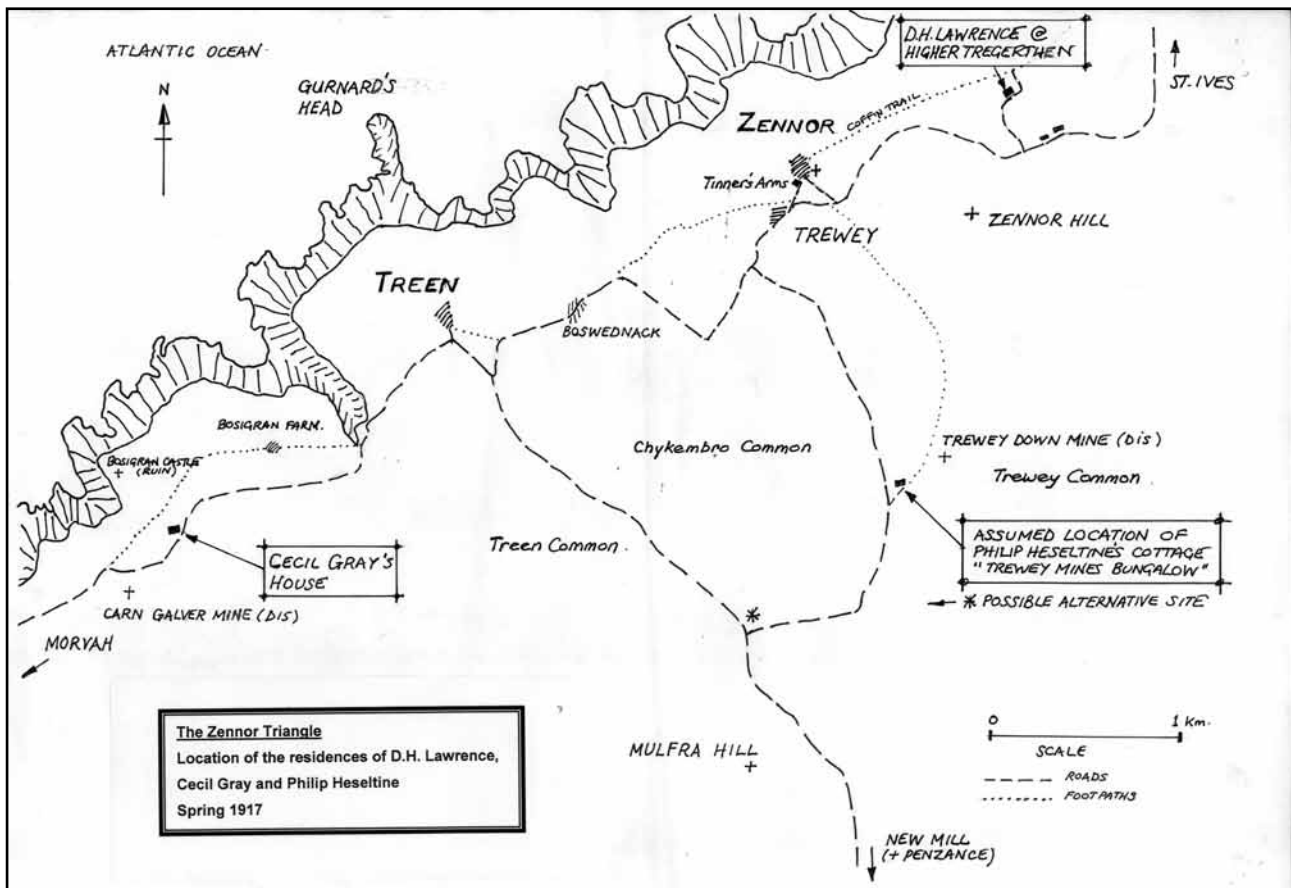 ATLANTIC OCEAN
N
GURNARD'S
HEAD
D.H. LAWRENCE @
HIGHER TREGERTHEN
ST. IVES
COFFIN TRAIL
ZENNOR
Tinner's Arms
ZENNOR HILL
TREWEY
TREEN
BOSWEDNACK
BOSIGRAN FARM.
BOSIGRAN CASTLE
(RUIN)
Chykembro Common
TREWEY DOWN MINE (DIS)
Trewey Common
Treen Common.
ASSUMED LOCATION OF
PHILIP HESELTINE'S COTTAGE
"TREWEY MINES BUNGALOW"
CECIL GRAY'S
HOUSE
* POSSIBLE ALTERNATIVE SITE
CARN GALVER MINE (DIS)
MORVAH
The Zennor Triangle
Location of the residences of D.H. Lawrence,
Cecil Gray and Philip Heseltine
Spring 1917
MULFRA HILL
0 1 Km.
SCALE
ROADS
FOOTPATHS
NEW MILL
(+ PENZANCE)